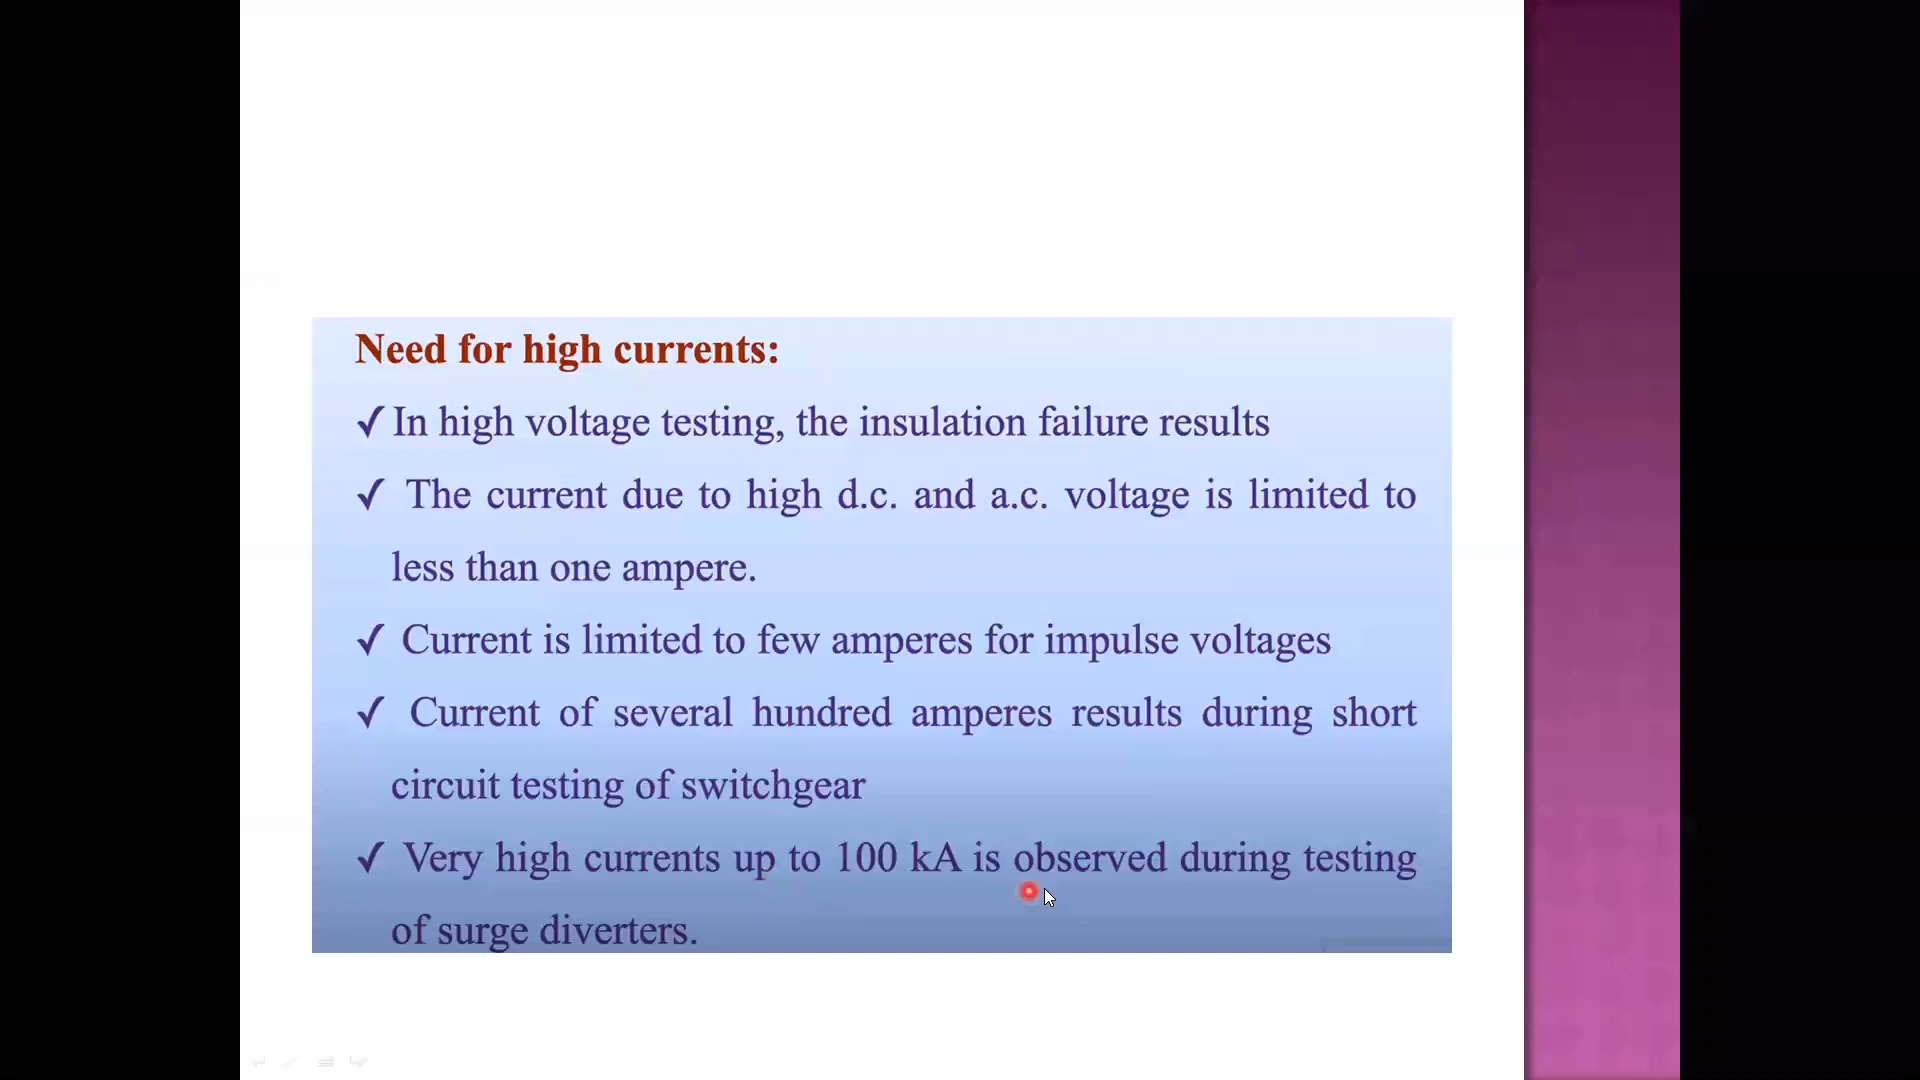 Need for high currents:
✓ In high voltage testing, the insulation failure results
✓ The current due to high d.c. and a.c. voltage is limited to
less than one ampere.
✓ Current is limited to few amperes for impulse voltages
✓ Current of several hundred amperes results during short
circuit testing of switchgear
✓ Very high currents up to 100 kA is observed during testing
of surge diverters.